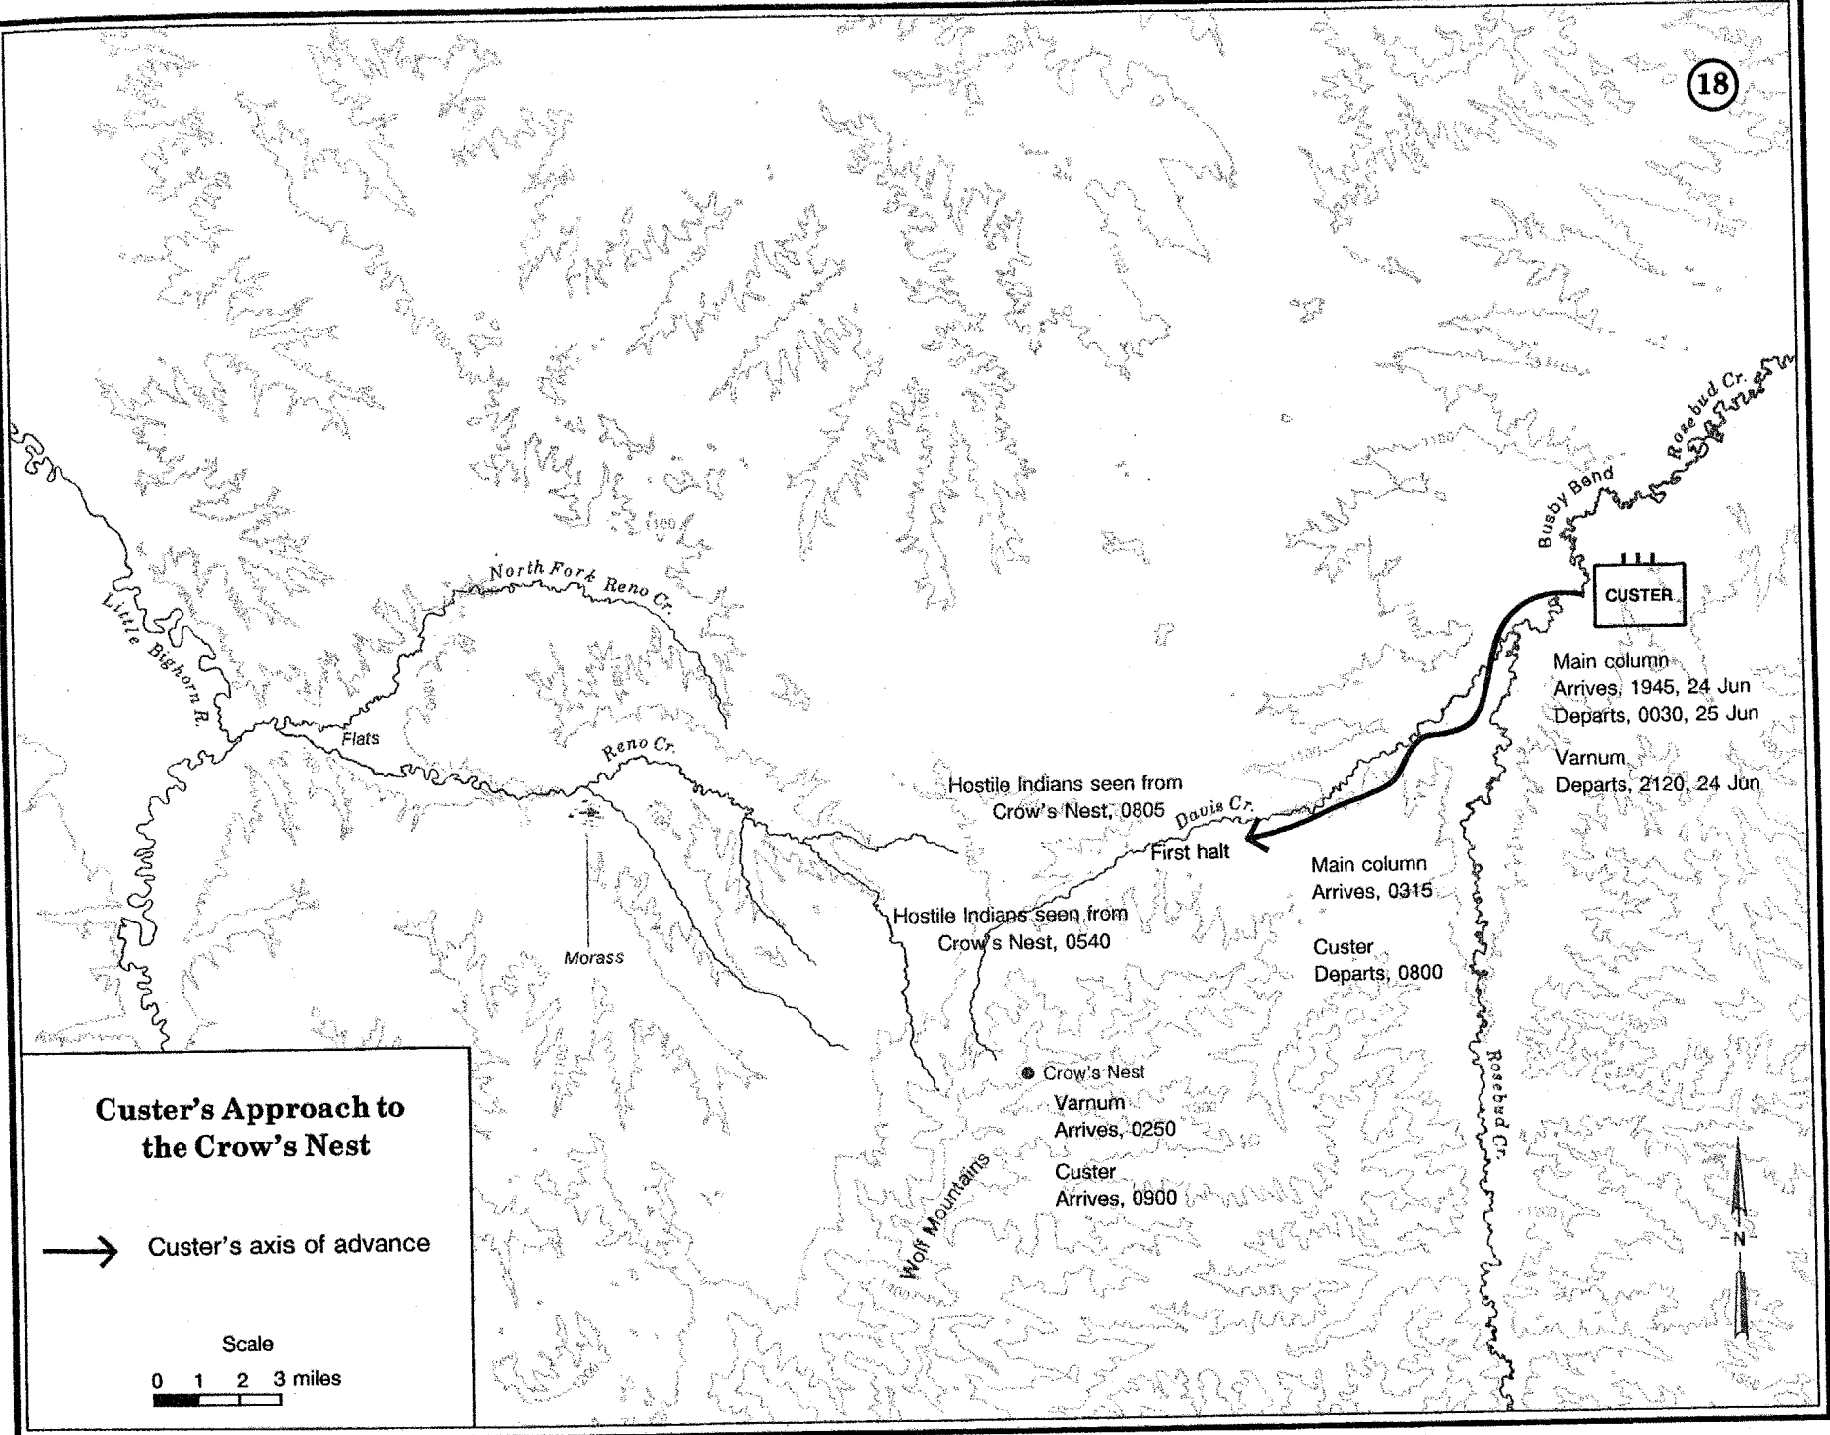 18
Rosebud Cr.
Busby Bend
CUSTER
Main column
Arrives, 1945, 24 Jun
Departs, 0030, 25 Jun
Varnum
Departs, 2120, 24 Jun
North Fork Reno Cr.
Little Bighorn R.
Flats
Reno Cr.
Hostile Indians seen from
Crow's Nest, 0805
Davis Cr.
First halt
Main column
Arrives, 0315
Custer
Departs, 0800
Hostile Indians seen from
Crow's Nest, 0540
Morass
Crow's Nest
Varnum
Arrives, 0250
Custer
Arrives, 0900
Wolf Mountains
Rosebud Cr.
N
Custer's Approach to
the Crow's Nest
Custer's axis of advance
Scale
0 1 2 3 miles